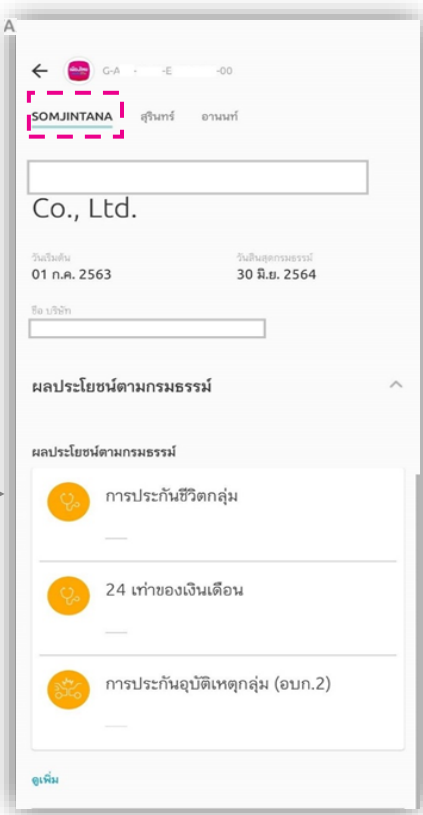 A
G-A - -E -00
SOMJINTANA สุรินทร์ อานนท์
Co., Ltd.
วันเริ่มต้น วันสิ้นสุดกรมธรรม์
01 ก.ค. 2563 30 มิ.ย. 2564
ชื่อ บริษัท
ผลประโยชน์ตามกรมธรรม์
ผลประโยชน์ตามกรมธรรม์
การประกันชีวิตกลุ่ม
24 เท่าของเงินเดือน
การประกันอุบัติเหตุกลุ่ม (อบก.2)
ดูเพิ่ม